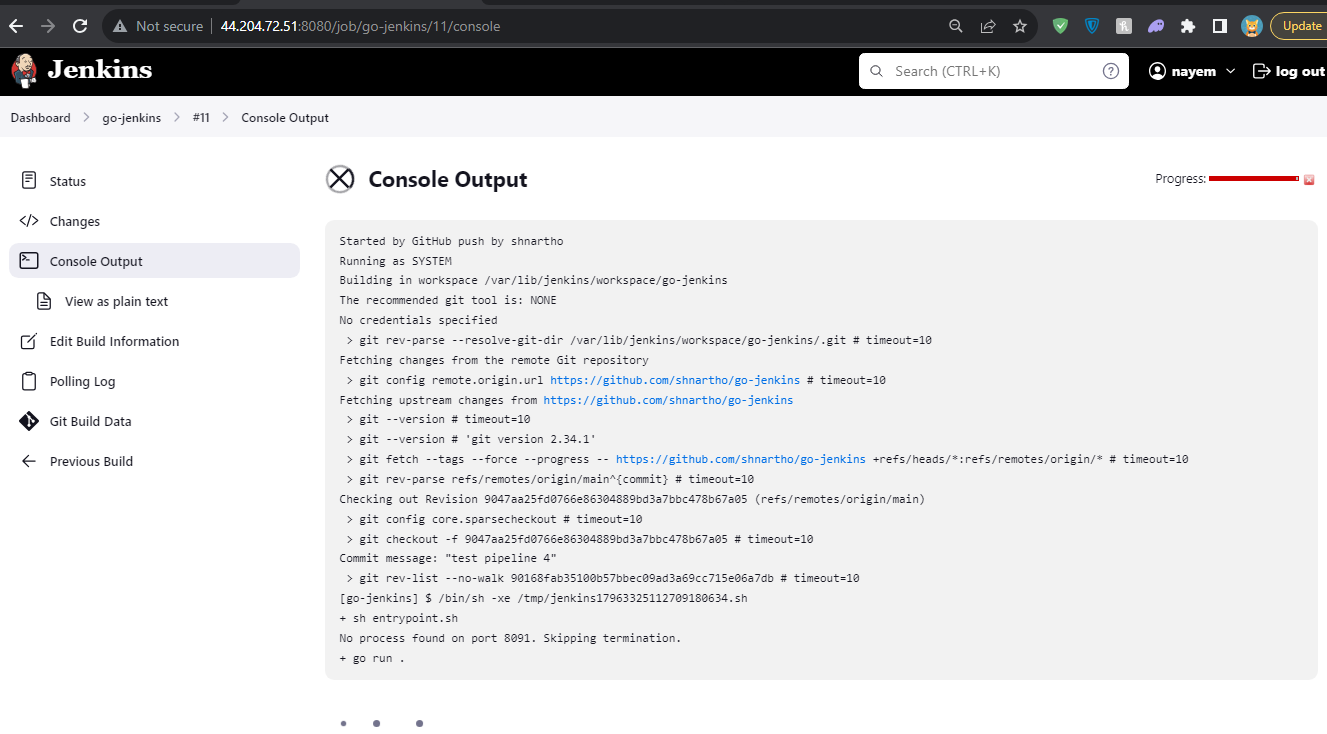 Not secure | 44.204.72.51:8080/job/go-jenkins/11/console
Update
Jenkins
Search (CTRL+K)
?
nayem
log out
Dashboard > go-jenkins > #11 > Console Output
Status
Changes
Console Output
View as plain text
Edit Build Information
Polling Log
Git Build Data
Previous Build
Console Output
Progress:
Started by GitHub push by shnartho
Running as SYSTEM
Building in workspace /var/lib/jenkins/workspace/go-jenkins
The recommended git tool is: NONE
No credentials specified
 > git rev-parse --resolve-git-dir /var/lib/jenkins/workspace/go-jenkins/.git # timeout=10
Fetching changes from the remote Git repository
 > git config remote.origin.url https://github.com/shnartho/go-jenkins # timeout=10
Fetching upstream changes from https://github.com/shnartho/go-jenkins
 > git --version # timeout=10
 > git --version # 'git version 2.34.1'
 > git fetch --tags --force --progress -- https://github.com/shnartho/go-jenkins +refs/heads/*:refs/remotes/origin/* # timeout=10
 > git rev-parse refs/remotes/origin/main^{commit} # timeout=10
Checking out Revision 9047aa25fd0766e86304889bd3a7bbc478b67a05 (refs/remotes/origin/main)
 > git config core.sparsecheckout # timeout=10
 > git checkout -f 9047aa25fd0766e86304889bd3a7bbc478b67a05 # timeout=10
Commit message: "test pipeline 4"
 > git rev-list --no-walk 90168fab35100b57bbec09ad3a69cc715e06a7db # timeout=10
[go-jenkins] $ /bin/sh -xe /tmp/jenkins17963325112709180634.sh
+ sh entrypoint.sh
No process found on port 8091. Skipping termination.
+ go run .